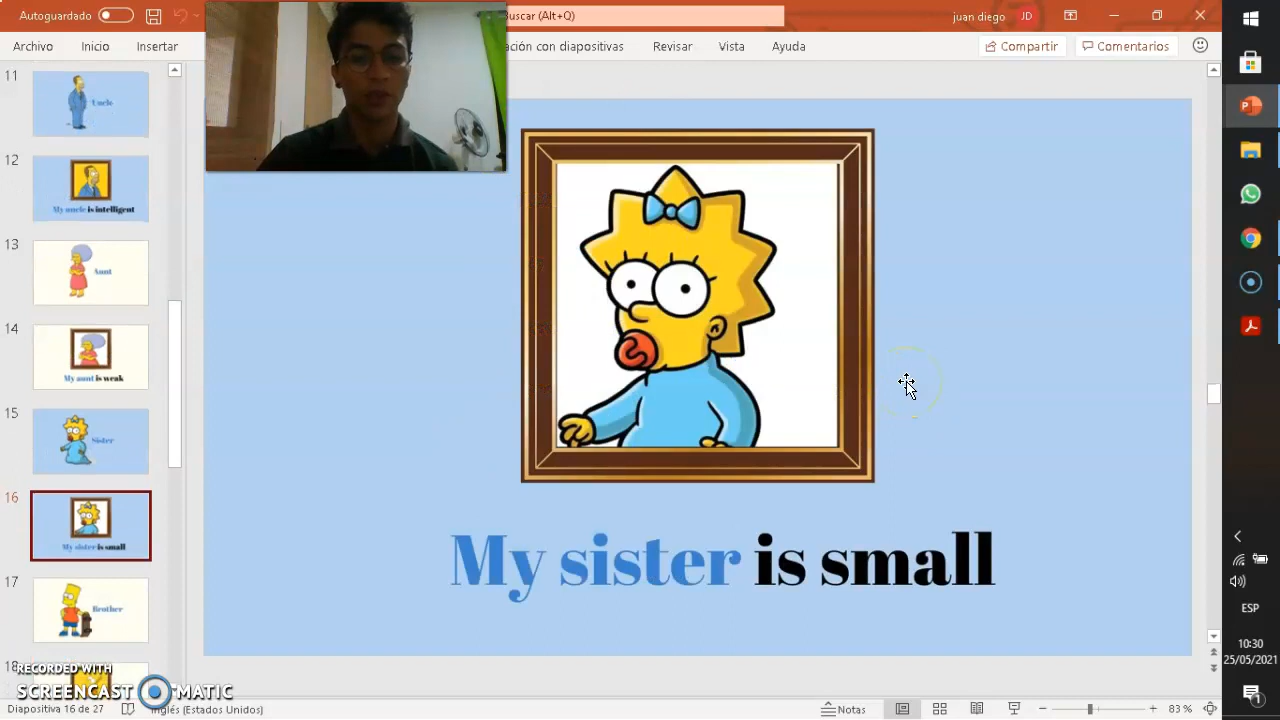 Autoguardado
Buscar (Alt+Q)
juan diego
JD
Archivo
Inicio
Insertar
ación con diapositivas
Revisar
Vista
Ayuda
Compartir
Comentarios
11
Uncle
12
My uncle is intelligent
13
Aunt
14
My aunt is weak
15
Sister
16
My sister is small
17
Brother
18
My sister is small
RECORDED WITH
SCREENCAST MATIC
Diapositiva 16 de 27
Inglés (Estados Unidos)
Notas
83 %
ESP
10:30
25/05/2021
1